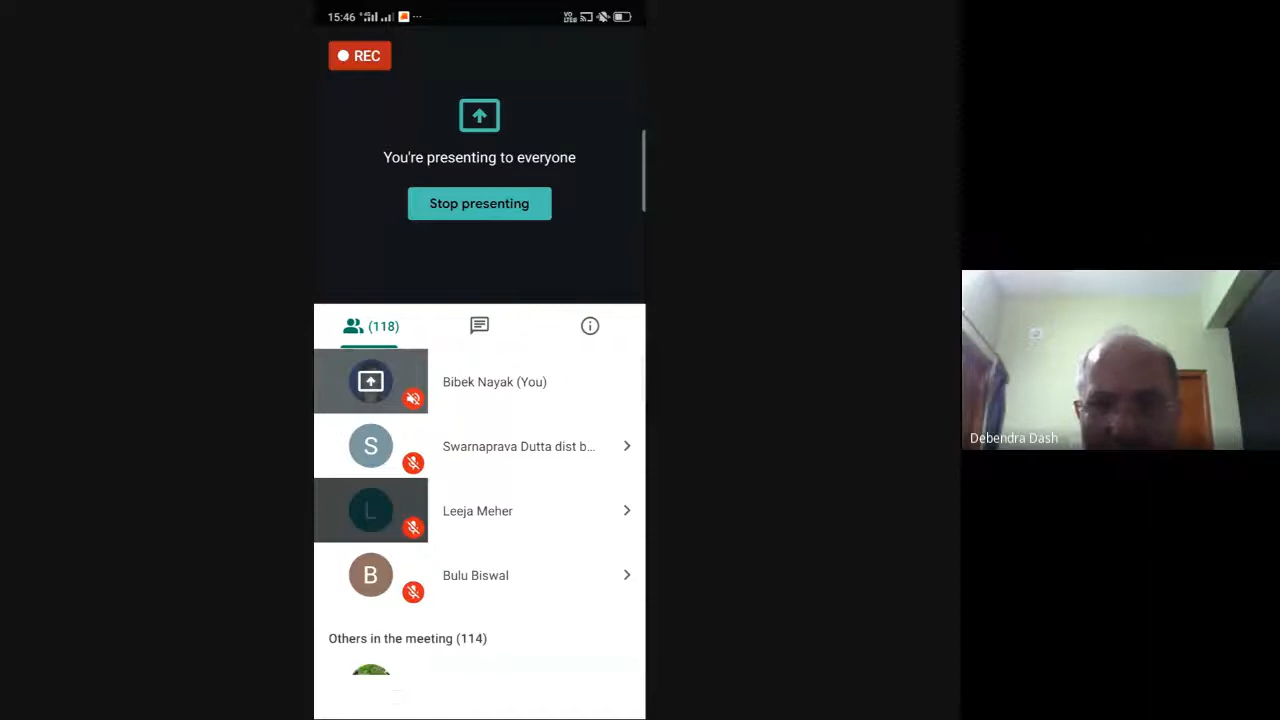 15:46
REC
You're presenting to everyone
Stop presenting
(118)
Bibek Nayak (You)
S
Swarnaprava Dutta dist b...
L
Leeja Meher
B
Bulu Biswal
Others in the meeting (114)
Debendra Dash